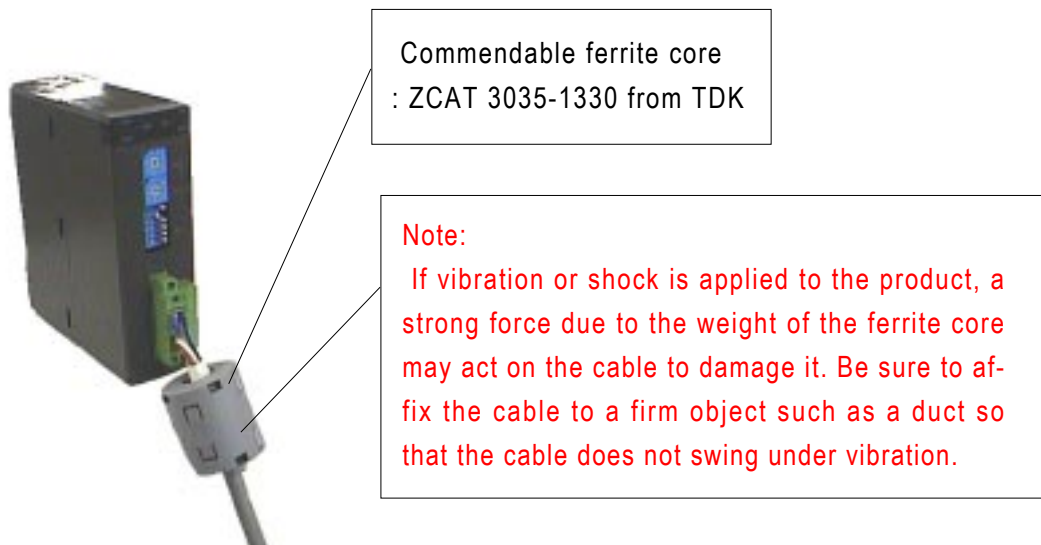 Commendable ferrite core
: ZCAT 3035-1330 from TDK
Note:
If vibration or shock is applied to the product, a
strong force due to the weight of the ferrite core
may act on the cable to damage it. Be sure to af-
fix the cable to a firm object such as a duct so
that the cable does not swing under vibration.